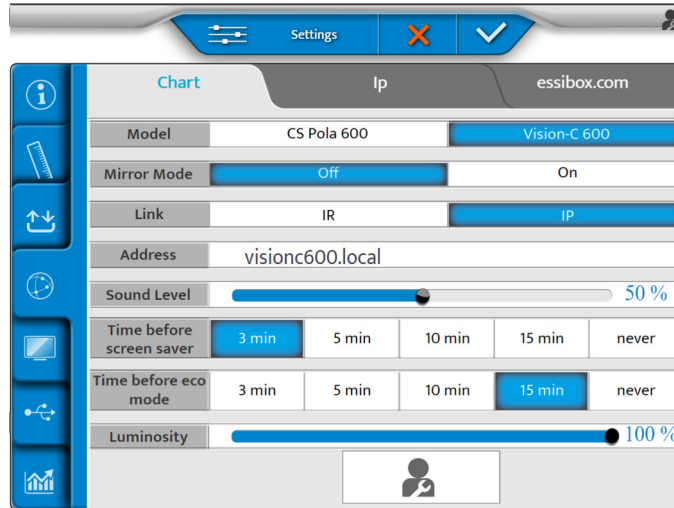 Settings
Chart Ip essibox.com
Model CS Pola 600 Vision-C 600
Mirror Mode Off On
Link IR IP
Address visionc600.local
Sound Level 50 %
Time before
screen saver 3 min 5 min 10 min 15 min never
Time before eco
mode 3 min 5 min 10 min 15 min never
Luminosity 100 %